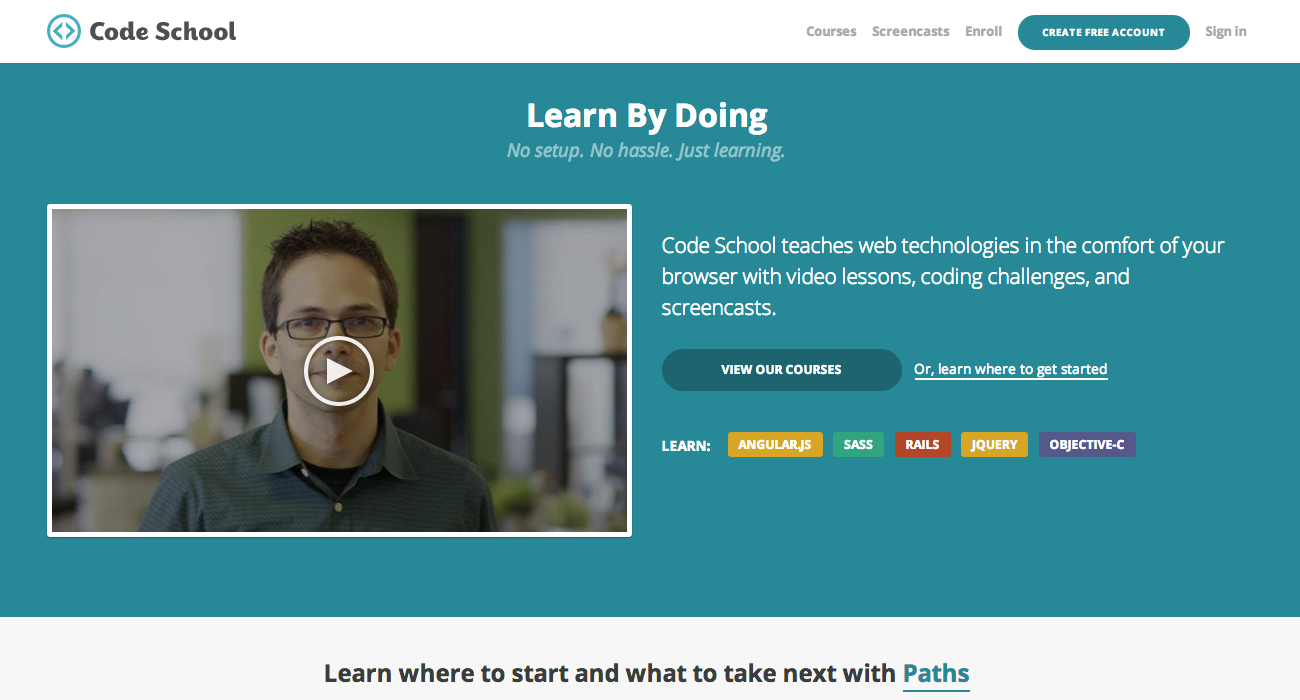 Code School
Courses Screencasts Enroll CREATE FREE ACCOUNT Sign in
Learn By Doing
No setup. No hassle. Just learning.
Code School teaches web technologies in the comfort of your
browser with video lessons, coding challenges, and
screencasts.
VIEW OUR COURSES Or, learn where to get started
LEARN: ANGULAR.JS SASS RAILS JQUERY OBJECTIVE-C
Learn where to start and what to take next with Paths